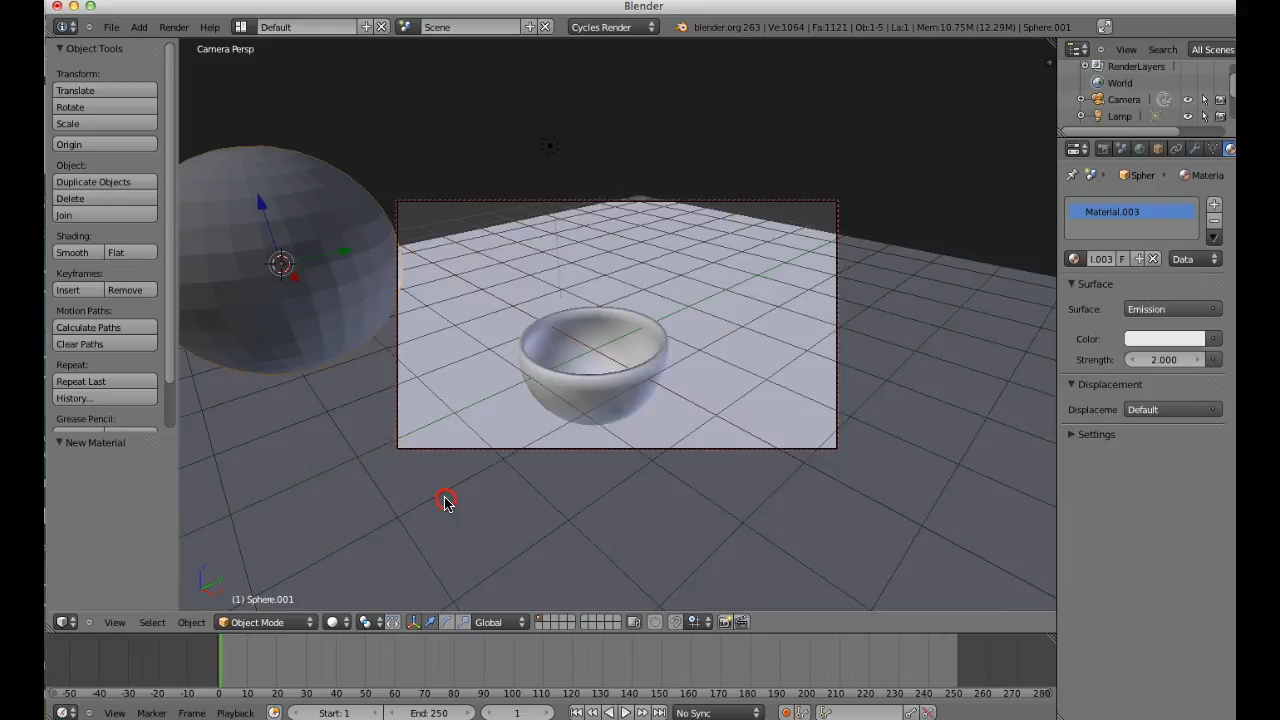 Blender
File Add Render Help Default Scene Cycles Render blender.org 263 | Ve:1064 | Fa:1121 | Ob:1-5 | La:1 | Mem:10.75M (12.29M) | Sphere.001
Object Tools
Transform:
Translate
Rotate
Scale
Origin
Object:
Duplicate Objects
Delete
Join
Shading:
Smooth Flat
Keyframes:
Insert Remove
Motion Paths:
Calculate Paths
Clear Paths
Repeat:
Repeat Last
History...
Grease Pencil:
New Material
Camera Persp
(1) Sphere.001
View Select Object Object Mode Global
View Search All Scenes
RenderLayers
World
Camera
Lamp
Spher Materia
Material.003
I.003 F Data
Surface
Surface: Emission
Color:
Strength: 2.000
Displacement
Displaceme Default
Settings
-50 -40 -30 -20 -10 0 10 20 30 40 50 60 70 80 90 100 110 120 130 140 150 160 170 180 190 200 210 220 230 240 250 260 270 280
View Marker Frame Playback Start: 1 End: 250 1 No Sync